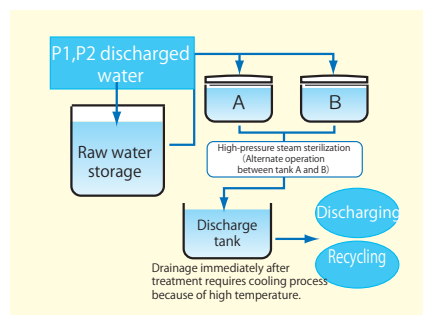 P1,P2 discharged
water
A
B
Raw water
storage
High-pressure steam sterilization
(Alternate operation
between tank A and B)
Discharge
tank
Discharging
Recycling
Drainage immediately after
treatment requires cooling process
because of high temperature.